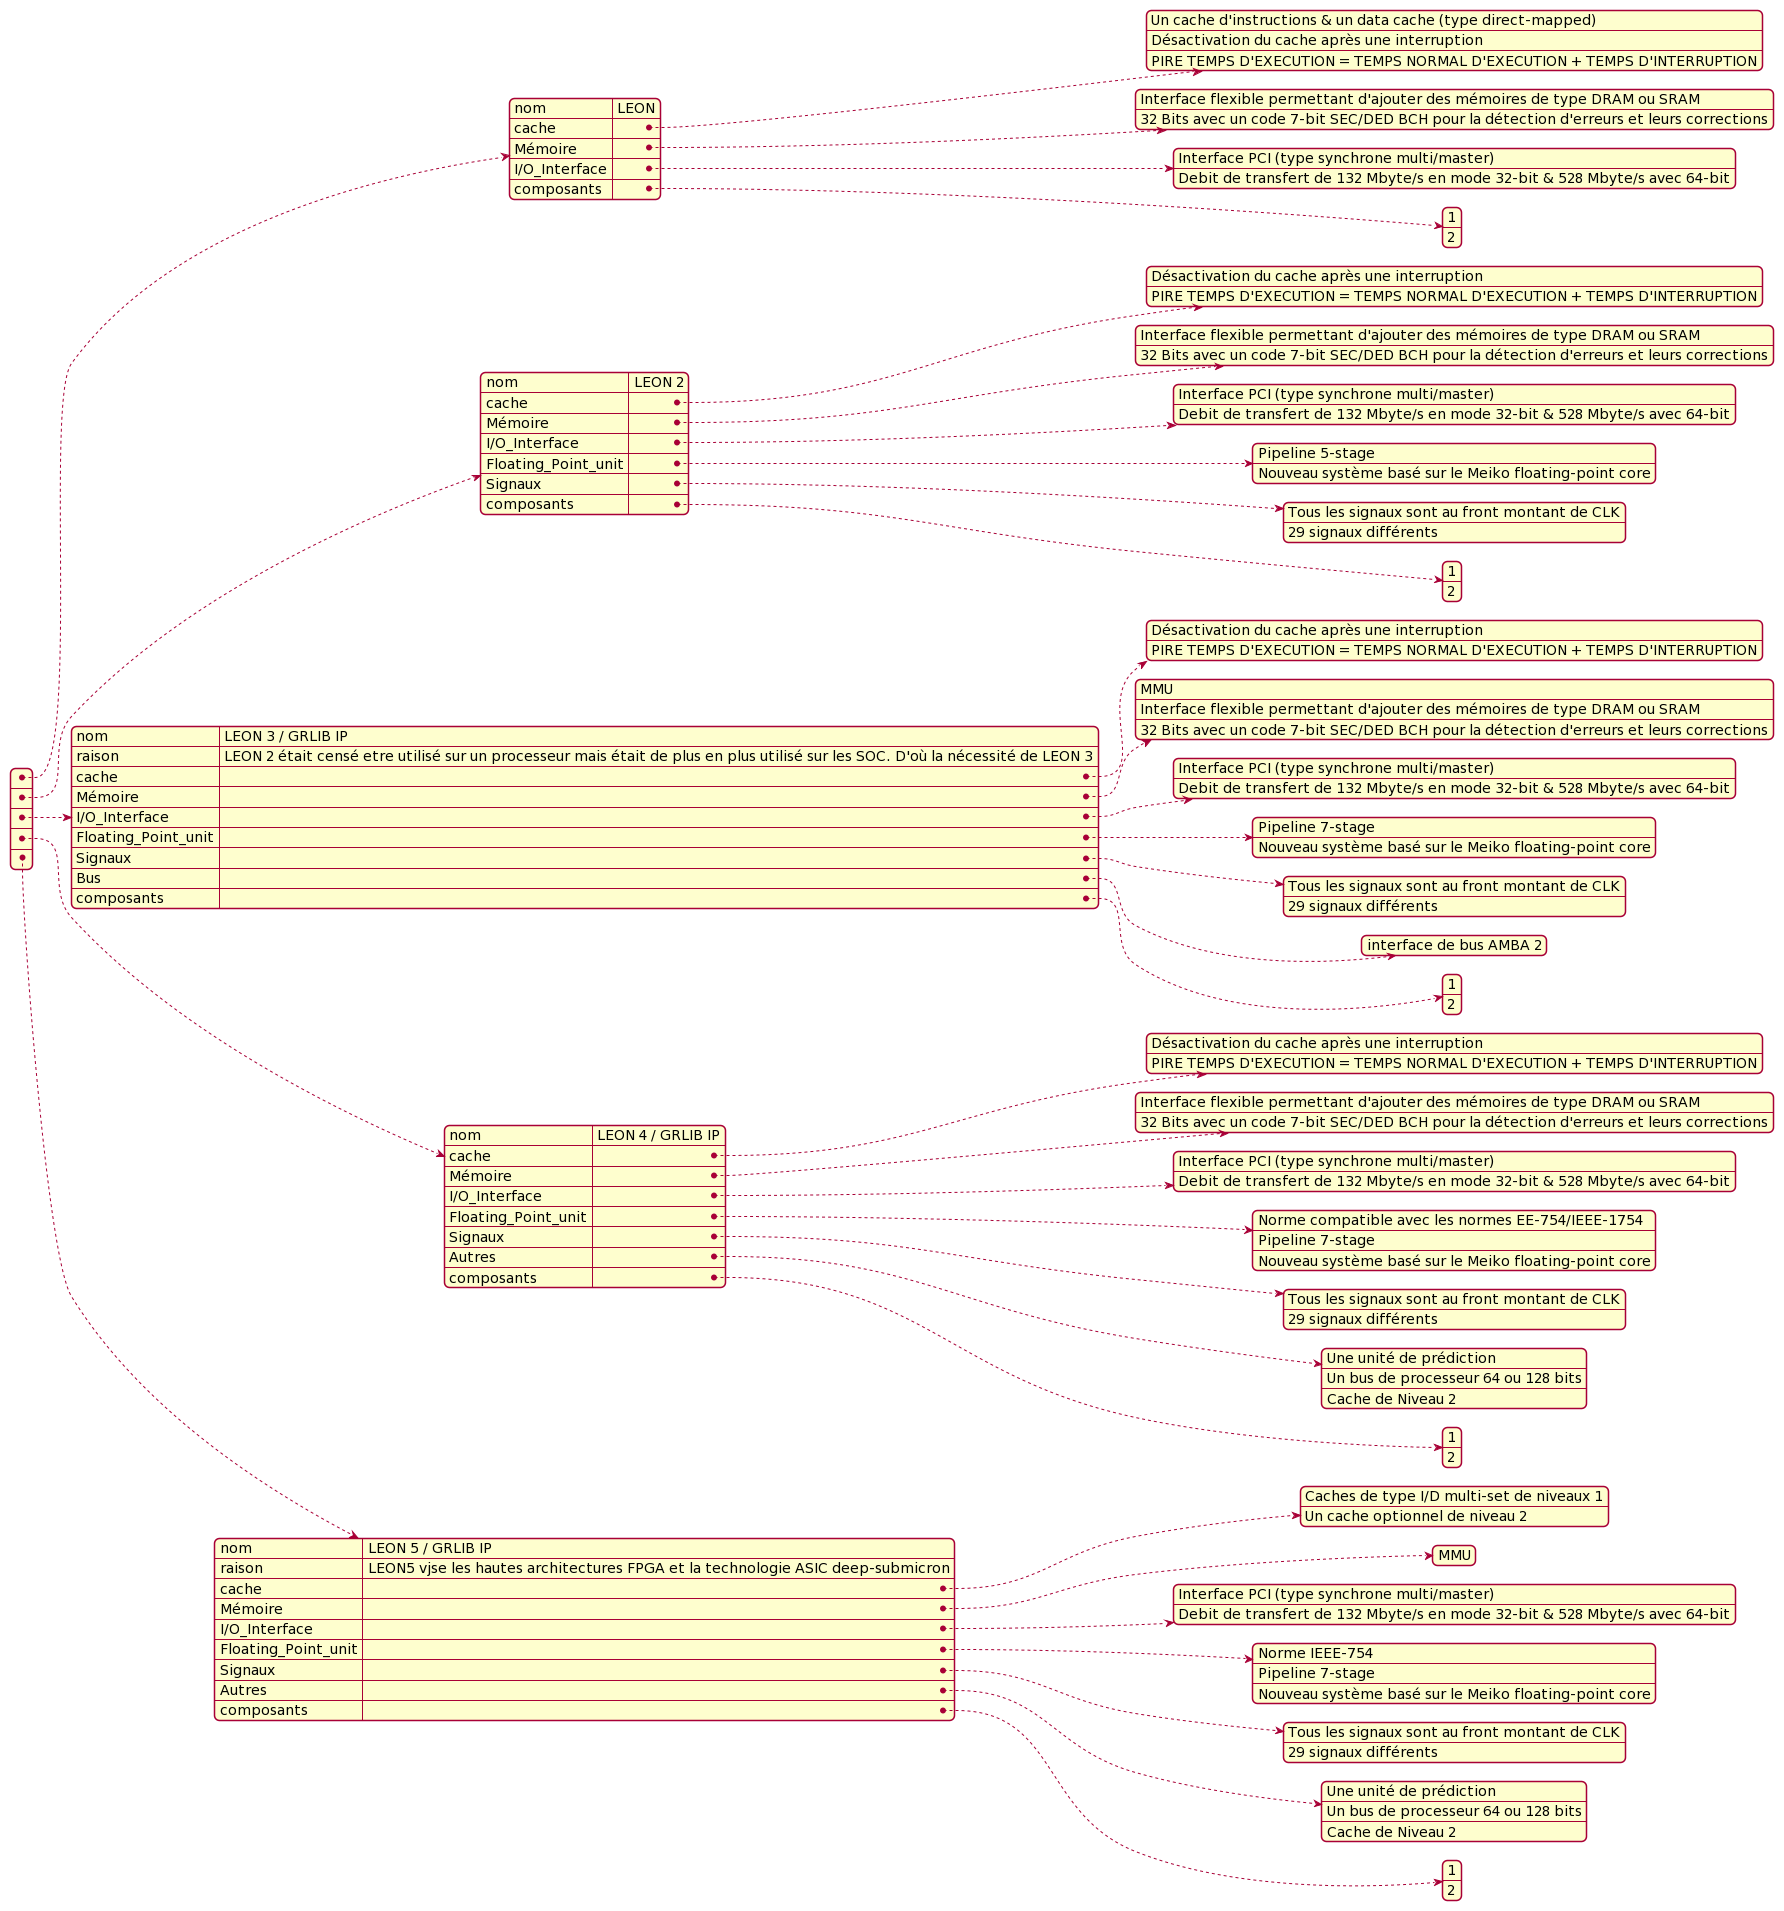 nom LEON
cache
Mémoire
I/O_Interface
composants
Un cache d'instructions & un data cache (type direct-mapped)
Désactivation du cache après une interruption
PIRE TEMPS D'EXECUTION = TEMPS NORMAL D'EXECUTION + TEMPS D'INTERRUPTION
Interface flexible permettant d'ajouter des mémoires de type DRAM ou SRAM
32 Bits avec un code 7-bit SEC/DED BCH pour la détection d'erreurs et leurs corrections
Interface PCI (type synchrone multi/master)
Debit de transfert de 132 Mbyte/s en mode 32-bit & 528 Mbyte/s avec 64-bit
1
2
nom LEON 2
cache
Mémoire
I/O_Interface
Floating_Point_unit
Signaux
composants
Désactivation du cache après une interruption
PIRE TEMPS D'EXECUTION = TEMPS NORMAL D'EXECUTION + TEMPS D'INTERRUPTION
Interface flexible permettant d'ajouter des mémoires de type DRAM ou SRAM
32 Bits avec un code 7-bit SEC/DED BCH pour la détection d'erreurs et leurs corrections
Interface PCI (type synchrone multi/master)
Debit de transfert de 132 Mbyte/s en mode 32-bit & 528 Mbyte/s avec 64-bit
Pipeline 5-stage
Nouveau système basé sur le Meiko floating-point core
Tous les signaux sont au front montant de CLK
29 signaux différents
1
2
nom LEON 3 / GRLIB IP
raison LEON 2 était censé etre utilisé sur un processeur mais était de plus en plus utilisé sur les SOC. D'où la nécessité de LEON 3
cache
Mémoire
I/O_Interface
Floating_Point_unit
Signaux
Bus
composants
Désactivation du cache après une interruption
PIRE TEMPS D'EXECUTION = TEMPS NORMAL D'EXECUTION + TEMPS D'INTERRUPTION
MMU
Interface flexible permettant d'ajouter des mémoires de type DRAM ou SRAM
32 Bits avec un code 7-bit SEC/DED BCH pour la détection d'erreurs et leurs corrections
Interface PCI (type synchrone multi/master)
Debit de transfert de 132 Mbyte/s en mode 32-bit & 528 Mbyte/s avec 64-bit
Pipeline 7-stage
Nouveau système basé sur le Meiko floating-point core
Tous les signaux sont au front montant de CLK
29 signaux différents
interface de bus AMBA 2
1
2
nom LEON 4 / GRLIB IP
cache
Mémoire
I/O_Interface
Floating_Point_unit
Signaux
Autres
composants
Désactivation du cache après une interruption
PIRE TEMPS D'EXECUTION = TEMPS NORMAL D'EXECUTION + TEMPS D'INTERRUPTION
Interface flexible permettant d'ajouter des mémoires de type DRAM ou SRAM
32 Bits avec un code 7-bit SEC/DED BCH pour la détection d'erreurs et leurs corrections
Interface PCI (type synchrone multi/master)
Debit de transfert de 132 Mbyte/s en mode 32-bit & 528 Mbyte/s avec 64-bit
Norme compatible avec les normes EE-754/IEEE-1754
Pipeline 7-stage
Nouveau système basé sur le Meiko floating-point core
Tous les signaux sont au front montant de CLK
29 signaux différents
Une unité de prédiction
Un bus de processeur 64 ou 128 bits
Cache de Niveau 2
1
2
nom LEON 5 / GRLIB IP
raison LEON5 vjse les hautes architectures FPGA et la technologie ASIC deep-submicron
cache
Mémoire
I/O_Interface
Floating_Point_unit
Signaux
Autres
composants
Caches de type I/D multi-set de niveaux 1
Un cache optionnel de niveau 2
MMU
Interface PCI (type synchrone multi/master)
Debit de transfert de 132 Mbyte/s en mode 32-bit & 528 Mbyte/s avec 64-bit
Norme IEEE-754
Pipeline 7-stage
Nouveau système basé sur le Meiko floating-point core
Tous les signaux sont au front montant de CLK
29 signaux différents
Une unité de prédiction
Un bus de processeur 64 ou 128 bits
Cache de Niveau 2
1
2